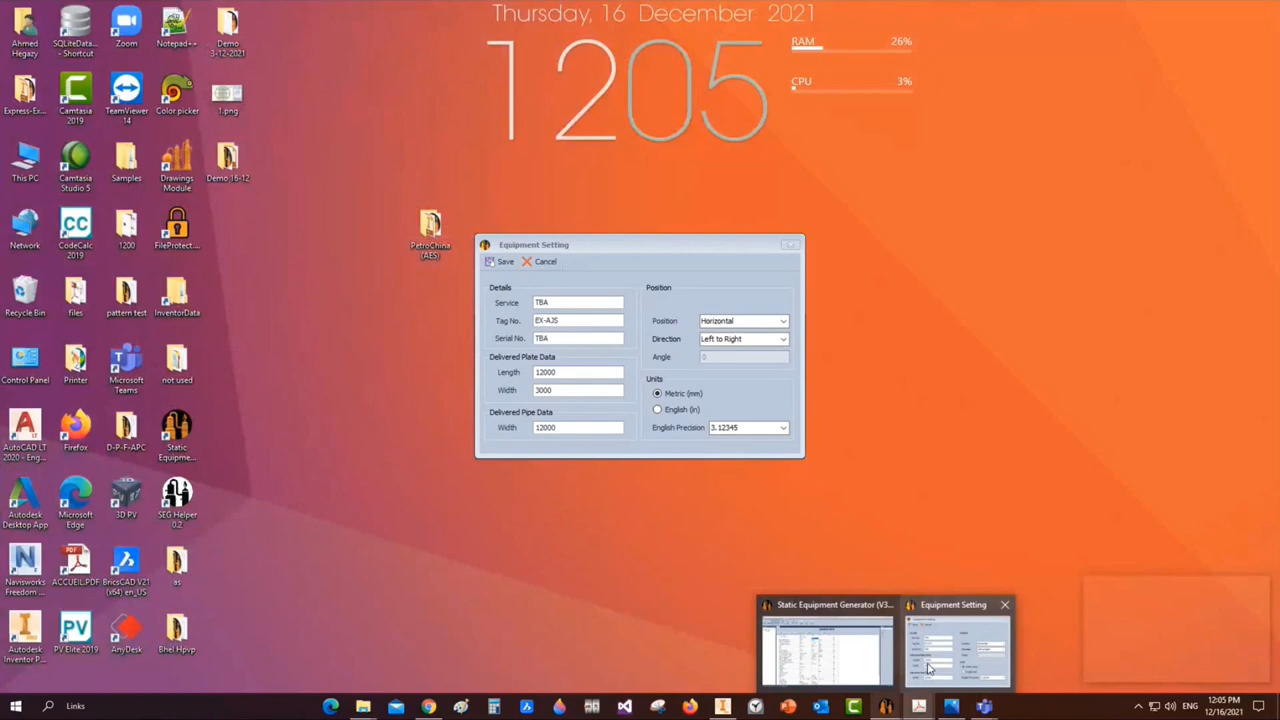 Thursday, 16 December 2021
1205
RAM 26%
CPU 3%
Ahmed Hegazy
SQLiteData... - Shortcut
Zoom
Notepad++
Demo 3-12-2021
Express-Ex...
Camtasia 2019
TeamViewer 14
Color picker
1.png
This PC
Camtasia Studio 5
Samples
Drawings Module
Demo 16-12
Network
CodeCalc 2019
1200
FileProtect....
PetroChina (AES)
Recycle Bin
files
pattern test
InventorData
Control Panel
Printer
Microsoft Teams
not used
AutoCAD LT 2020 - Eng...
Firefox
D-P-F-APC
Static Equipme...
Autodesk Desktop App
Microsoft Edge
3D PV
SEG Helper 0.2
Navisworks Freedom ...
ACCUEIL.PDF
BricsCAD V21 (x64) en_US
as
Autodesk Inventor P...
PV Elite 2019
AnyDesk
Bhel Hpvp
Equipment Setting
Save Cancel
Details
Service TBA
Tag No. EX-AJS
Serial No. TBA
Delivered Plate Data
Length 12000
Width 3000
Delivered Pipe Data
Width 12000
Position
Position Horizontal
Direction Left to Right
Angle 0
Units
Metric (mm)
English (in)
English Precision 3.12345
Static Equipment Generator (V3...
Equipment Setting
Links
ENG
12:05 PM
12/16/2021